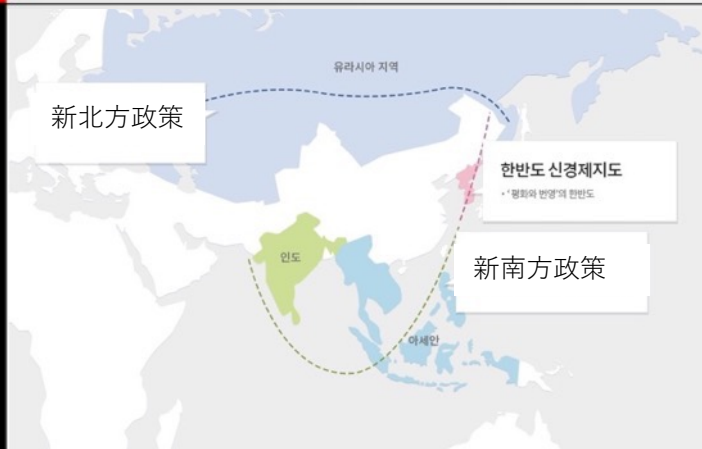 유라시아 지역
新北方政策
한반도 신경제지도
• '평화와 번영'의 한반도
인도
新南方政策
아세안